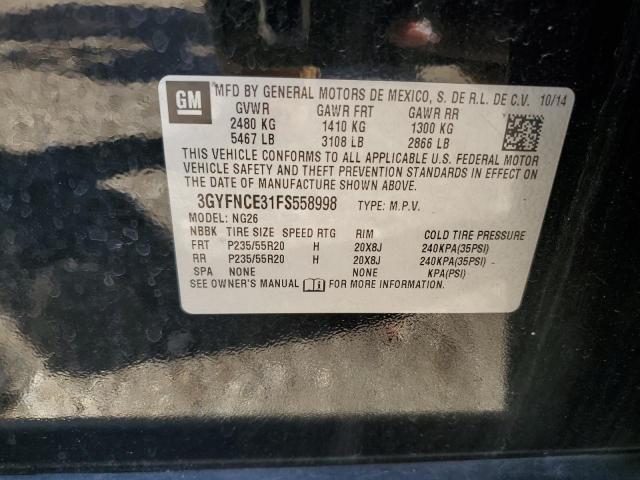 GM
MFD BY GENERAL MOTORS DE MEXICO, S. DE R.L. DE C.V. 10/14
GVWR GAWR FRT GAWR RR
2480 KG 1410 KG 1300 KG
5467 LB 3108 LB 2866 LB
THIS VEHICLE CONFORMS TO ALL APPLICABLE U.S. FEDERAL MOTOR
VEHICLE SAFETY AND THEFT PREVENTION STANDARDS IN EFFECT ON
THE DATE OF MANUFACTURE SHOWN ABOVE.
3GYFNCE31FS558998 TYPE: M.P.V.
MODEL: NG26
NBBK TIRE SIZE SPEED RTG RIM COLD TIRE PRESSURE
FRT P235/55R20 H 20X8J 240KPA(35PSI)
RR P235/55R20 H 20X8J 240KPA(35PSI)
SPA NONE NONE KPA(PSI)
SEE OWNER'S MANUAL FOR MORE INFORMATION.